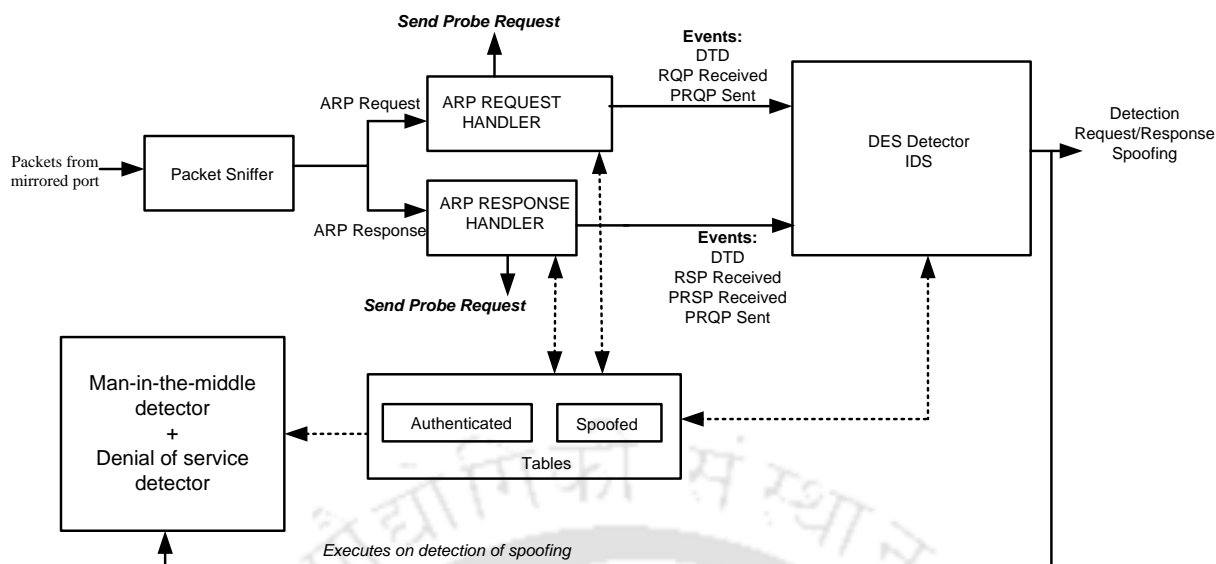 Send Probe Request
Events:
DTD
RQP Received
PRQP Sent
ARP Request
ARP REQUEST
HANDLER
Packets from
mirrored port
Packet Sniffer
DES Detector
IDS
Detection
Request/Response
Spoofing
ARP Response
ARP RESPONSE
HANDLER
Events:
DTD
RSP Received
PRSP Received
PRQP Sent
Send Probe Request
Man-in-the-middle
detector
+
Denial of service
detector
Authenticated
Spoofed
Tables
Executes on detection of spoofing